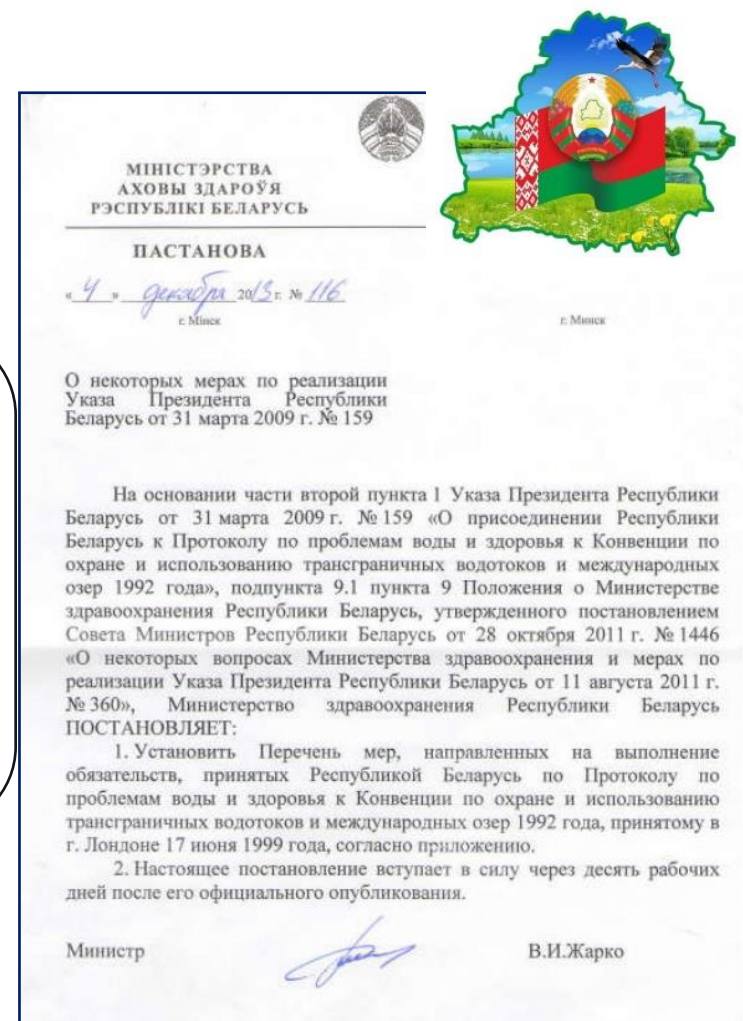 МІНІСТЭРСТВА
АХОВЫ ЗДАРОЎЯ
РЭСПУБЛІКІ БЕЛАРУСЬ
ПАСТАНОВА
« 4 » декабря 2013 г. № 116
г. Мінск
г. Минск
О некоторых мерах по реализации
Указа Президента Республики
Беларусь от 31 марта 2009 г. № 159
На основании части второй пункта 1 Указа Президента Республики
Беларусь от 31 марта 2009 г. № 159 «О присоединении Республики
Беларусь к Протоколу по проблемам воды и здоровья к Конвенции по
охране и использованию трансграничных водотоков и международных
озер 1992 года», подпункта 9.1 пункта 9 Положения о Министерстве
здравоохранения Республики Беларусь, утвержденного постановлением
Совета Министров Республики Беларусь от 28 октября 2011 г. № 1446
«О некоторых вопросах Министерства здравоохранения и мерах по
реализации Указа Президента Республики Беларусь от 11 августа 2011 г.
№ 360», Министерство здравоохранения Республики Беларусь
ПОСТАНОВЛЯЕТ:
1. Установить Перечень мер, направленных на выполнение
обязательств, принятых Республикой Беларусь по Протоколу по
проблемам воды и здоровья к Конвенции по охране и использованию
трансграничных водотоков и международных озер 1992 года, принятому в
г. Лондоне 17 июня 1999 года, согласно приложению.
2. Настоящее постановление вступает в силу через десять рабочих
дней после его официального опубликования.
Министр В.И.Жарко